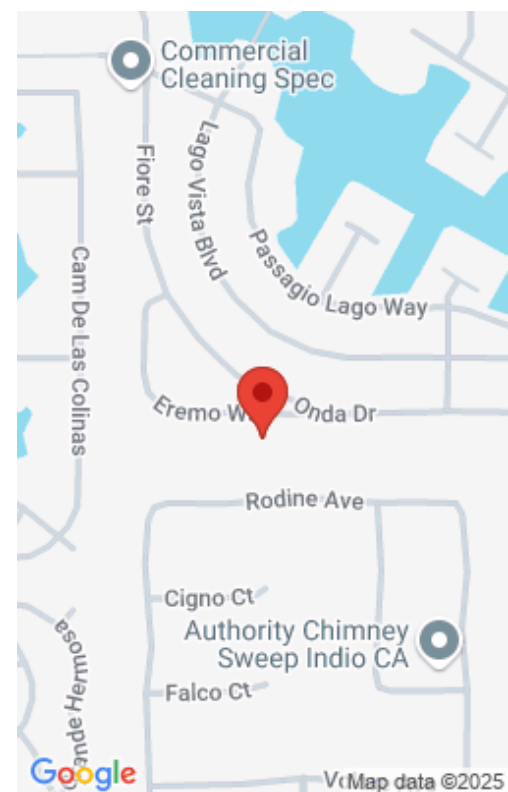 Commercial
Cleaning Spec
Fiore St
Lago Vista Blvd
Passagio Lago Way
Cam De Las Colinas
Eremo W
Onda Dr
Rodine Ave
Cigno Ct
Authority Chimney
Sweep Indio CA
Falco Ct
Hermosa
Google
Map data ©2025